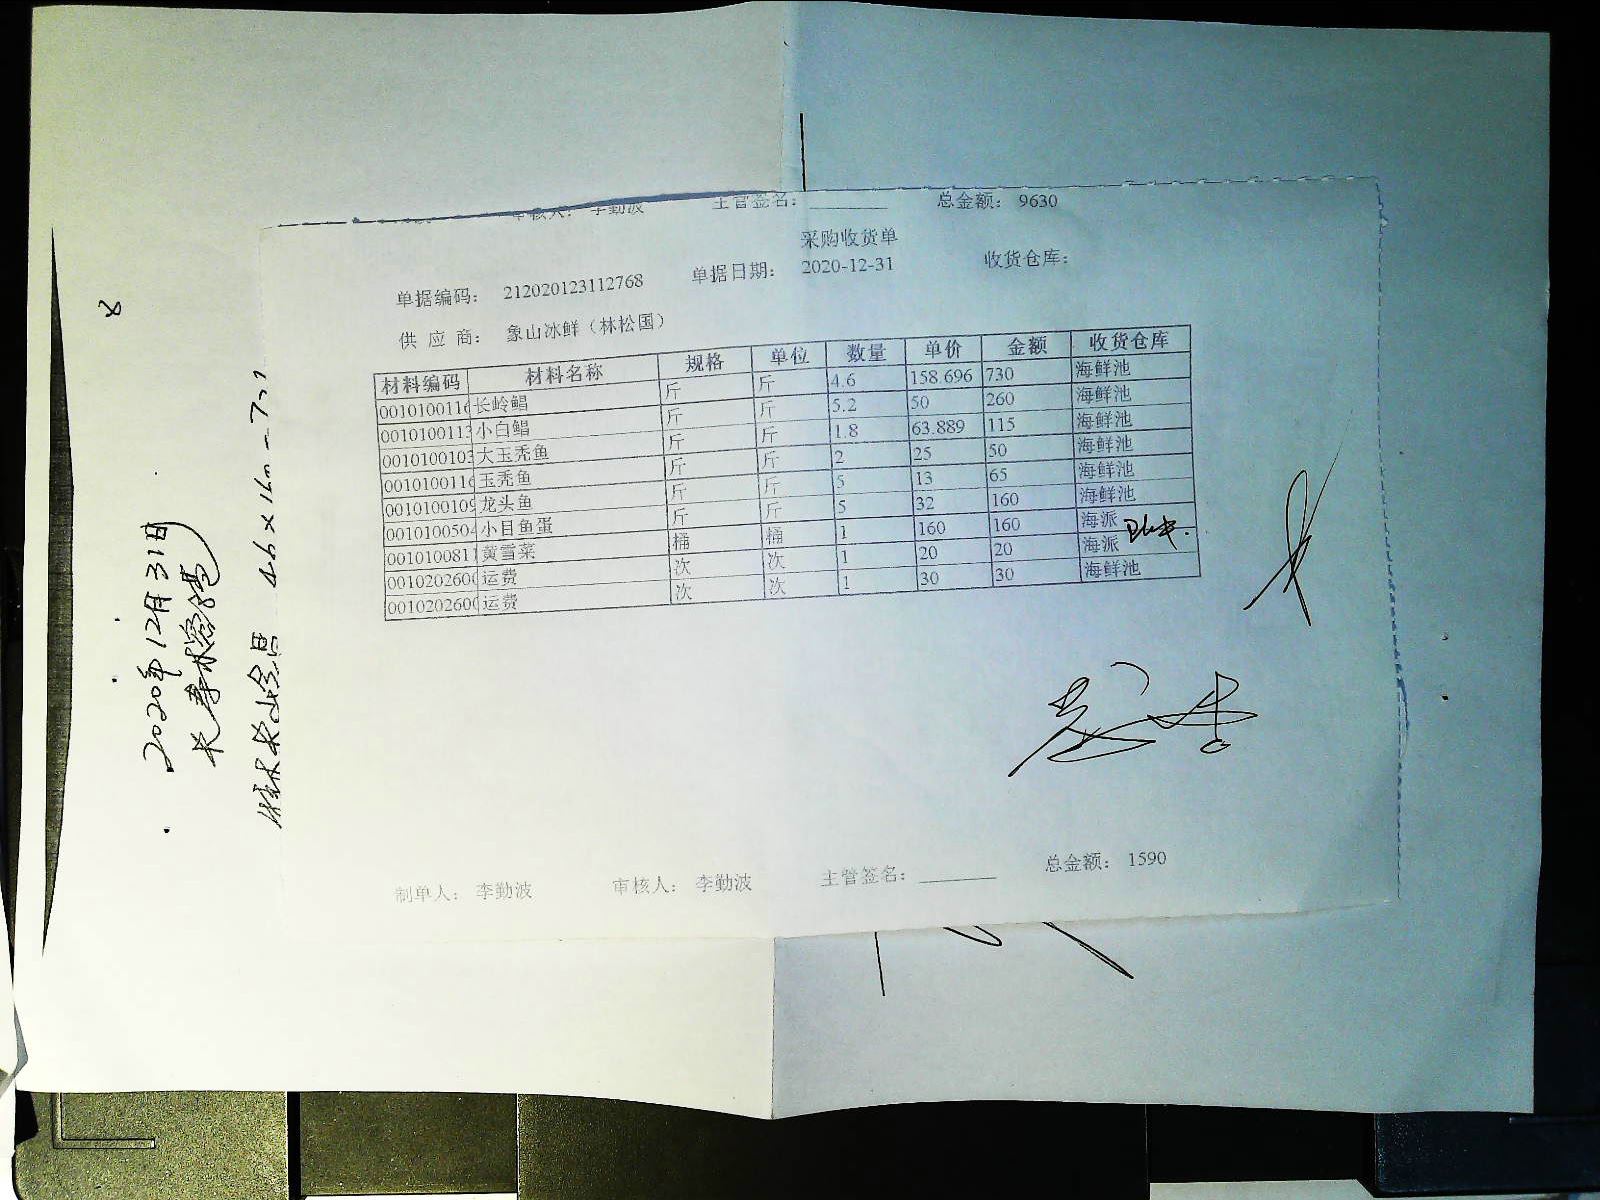 审核人： 李勤波 主管签名： 总金额： 9630
采购收货单
单据编码： 212020123112768 单据日期： 2020-12-31 收货仓库：
供 应 商： 象山冰鲜（林松国）
材料编码 材料名称 规格 单位 数量 单价 金额 收货仓库
0010100116 长岭鲳 斤 斤 4.6 158.696 730 海鲜池
0010100113 小白鲳 斤 斤 5.2 50 260 海鲜池
0010100103 大玉秃鱼 斤 斤 1.8 63.889 115 海鲜池
0010100116 玉秃鱼 斤 斤 2 25 50 海鲜池
0010100109 龙头鱼 斤 斤 5 13 65 海鲜池
0010100504 小目鱼蛋 斤 斤 5 32 160 海鲜池
0010100811 黄雪菜 桶 桶 1 160 160 海派
0010202600 运费 次 次 1 20 20 海派
0010202600 运费 次 次 1 30 30 海鲜池
制单人： 李勤波 审核人： 李勤波 主管签名： 总金额： 1590
8
2020年12月31日